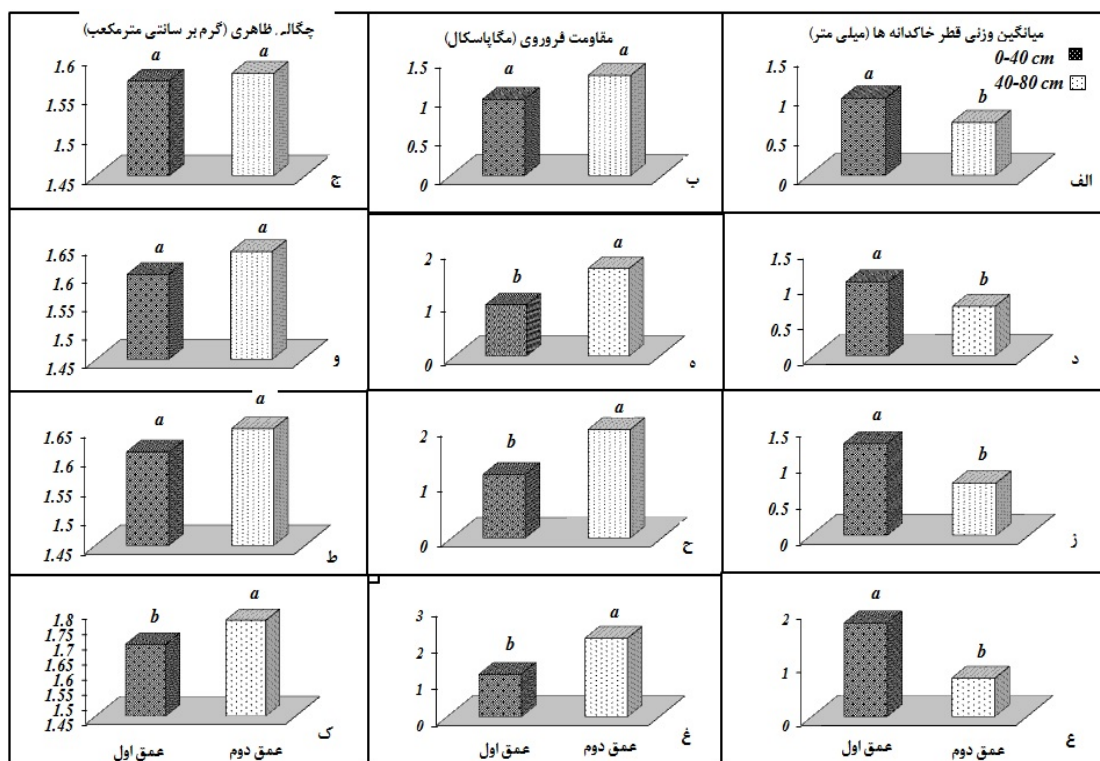 میانگین وزنی قطر خاکدانه ها (میلی متر)
0-40 cm
40-80 cm
1.5
1
0.5
0
a
b
الف
مقاومت فروروی (مگاپاسکال)
1.5
1
0.5
0
a
a
ب
چگالی ظاهری (گرم بر سانتی مترمکعب)
1.6
1.55
1.5
1.45
a
a
ج
1.5
1
0.5
0
a
b
د
2
1
0
b
a
ه
1.65
1.6
1.55
1.5
1.45
a
a
و
1.5
1
0.5
0
a
b
ز
2
1
0
b
a
ح
1.65
1.6
1.55
1.5
1.45
a
a
ط
2
1
0
a
b
عمق اول
عمق دوم
ع
3
2
1
0
b
a
عمق اول
عمق دوم
غ
1.8
1.75
1.7
1.65
1.6
1.55
1.5
1.45
b
a
عمق اول
عمق دوم
ک